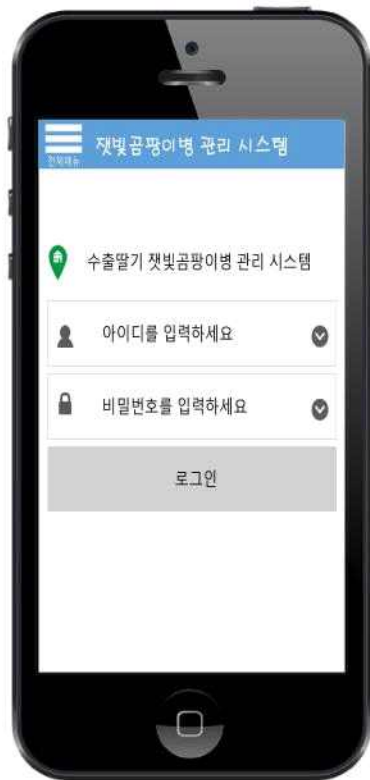 잿빛곰팡이병 관리 시스템
전체메뉴
수출딸기 잿빛곰팡이병 관리 시스템
아이디를 입력하세요
비밀번호를 입력하세요
로그인